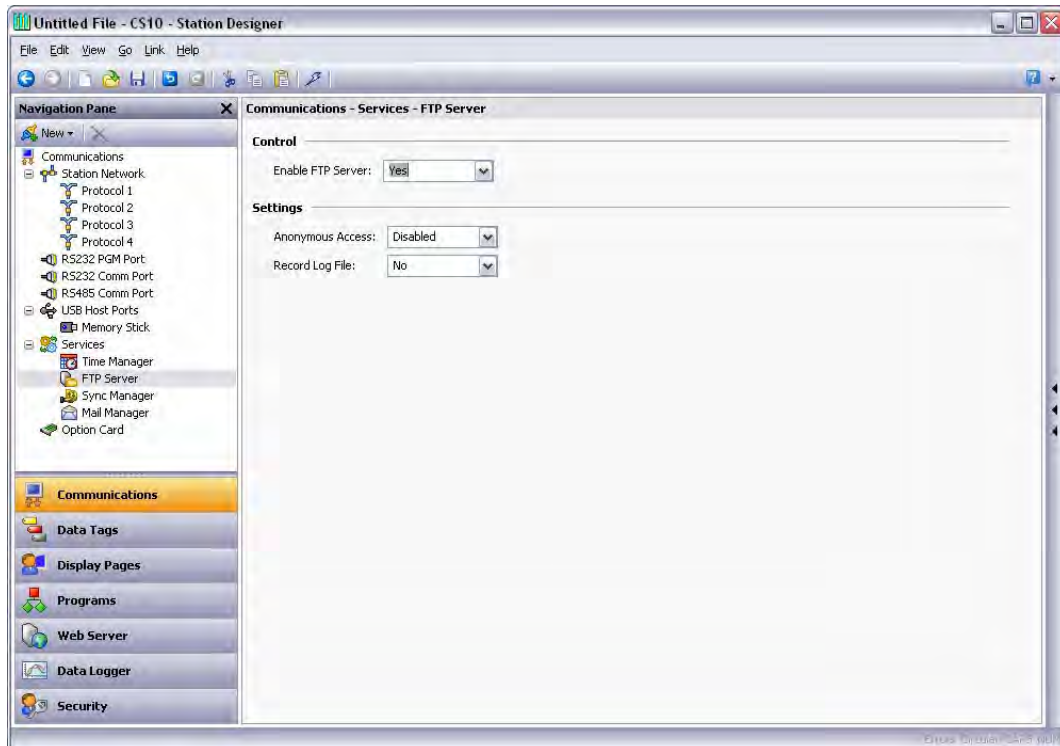 Untitled File - CS10 - Station Designer
File Edit View Go Link Help
Navigation Pane
Communications - Services - FTP Server
New
Communications
Station Network
Protocol 1
Protocol 2
Protocol 3
Protocol 4
RS232 PGM Port
RS232 Comm Port
RS485 Comm Port
USB Host Ports
Memory Stick
Services
Time Manager
FTP Server
Sync Manager
Mail Manager
Option Card
Control
Enable FTP Server: Yes
Settings
Anonymous Access: Disabled
Record Log File: No
Communications
Data Tags
Display Pages
Programs
Web Server
Data Logger
Security